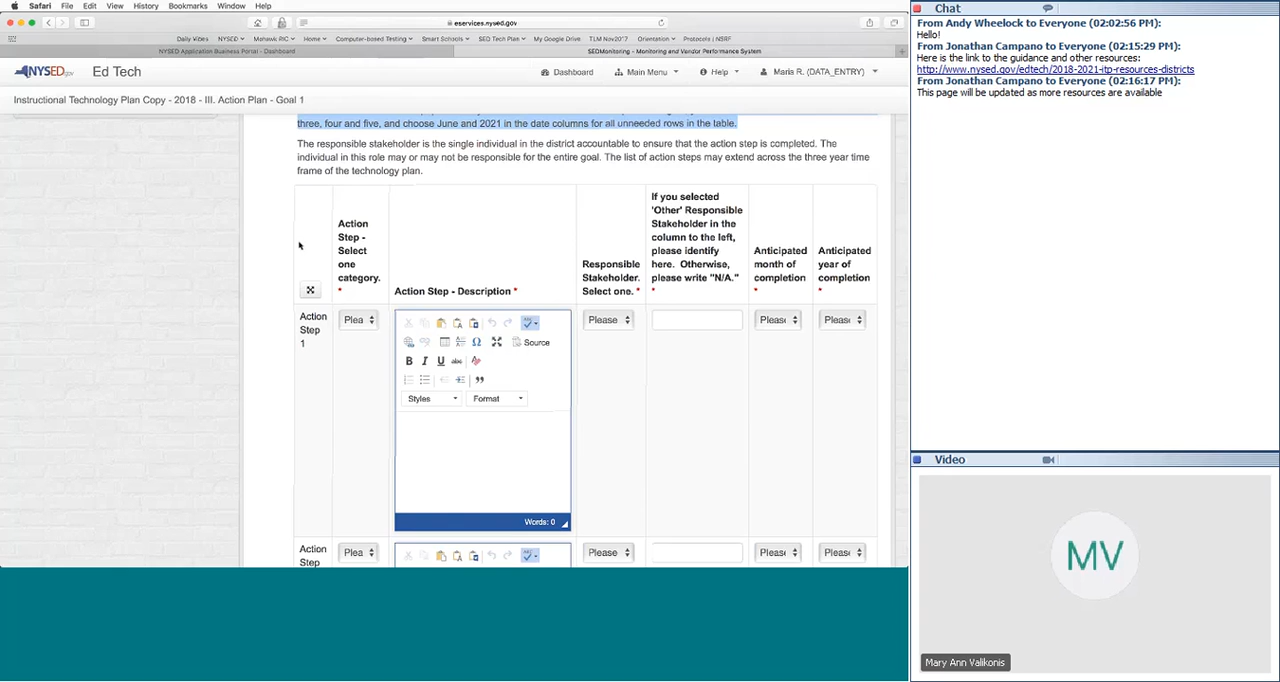 Safari File Edit View History Bookmarks Window Help
eservices.nysed.gov
Daily Vibes NYSED Mohawk RIC Home Computer-based Testing Smart Schools SED Tech Plan My Google Drive TLM Nov2017 Orientation Protocols | NSRF
NYSED Application Business Portal - Dashboard
SEDMonitoring - Monitoring and Vendor Performance System
NYSED.gov Ed Tech
Dashboard Main Menu Help Maria R. (DATA_ENTRY)
Instructional Technology Plan Copy - 2018 - III. Action Plan - Goal 1
three, four and five, and choose June and 2021 in the date columns for all unneeded rows in the table.
The responsible stakeholder is the single individual in the district accountable to ensure that the action step is completed. The
individual in this role may or may not be responsible for the entire goal. The list of action steps may extend across the three year time
frame of the technology plan.
Action
Step -
Select
one
category.
*
Action Step - Description *
Responsible
Stakeholder.
Select one. *
If you selected
'Other' Responsible
Stakeholder in the
column to the left,
please identify
here. Otherwise,
please write "N/A."
*
Anticipated
month of
completion
*
Anticipated
year of
completion
*
Action
Step
1
Plea
Source
B I U abc
Styles Format
Words: 0
Please
Pleas
Pleas
Action
Step
Plea
Please
Pleas
Pleas
Chat
From Andy Wheelock to Everyone (02:02:56 PM):
Hello!
From Jonathan Campano to Everyone (02:15:29 PM):
Here is the link to the guidance and other resources:
http://www.nysed.gov/edtech/2018-2021-itp-resources-districts
From Jonathan Campano to Everyone (02:16:17 PM):
This page will be updated as more resources are available
Video
MV
Mary Ann Valikonis